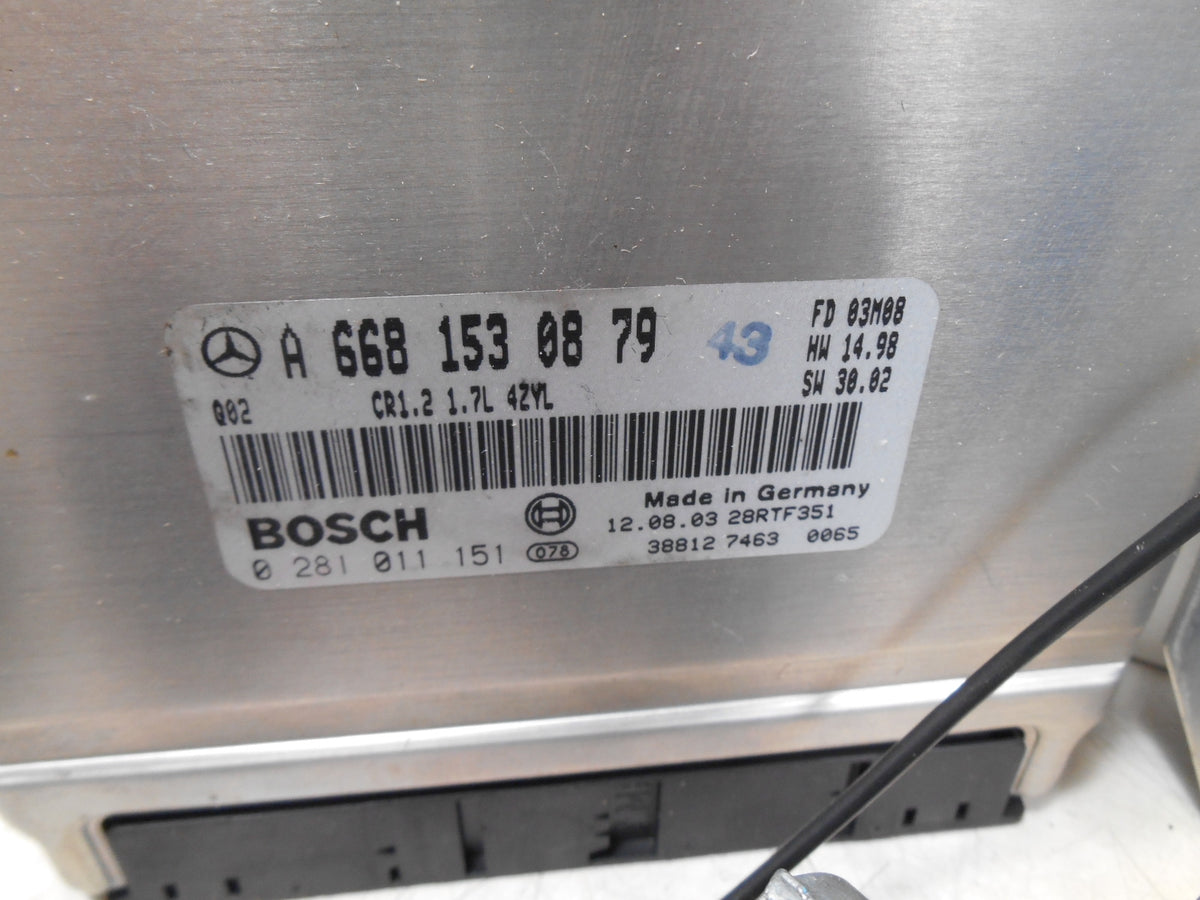 A 668 153 08 79 43
FD 03M08
HW 14.98
SW 30.02
Q02 CR1.2 1.7L 4ZYL
Made in Germany
BOSCH
12.08.03 28RTF351
0 281 011 151 078
38812 7463 0065